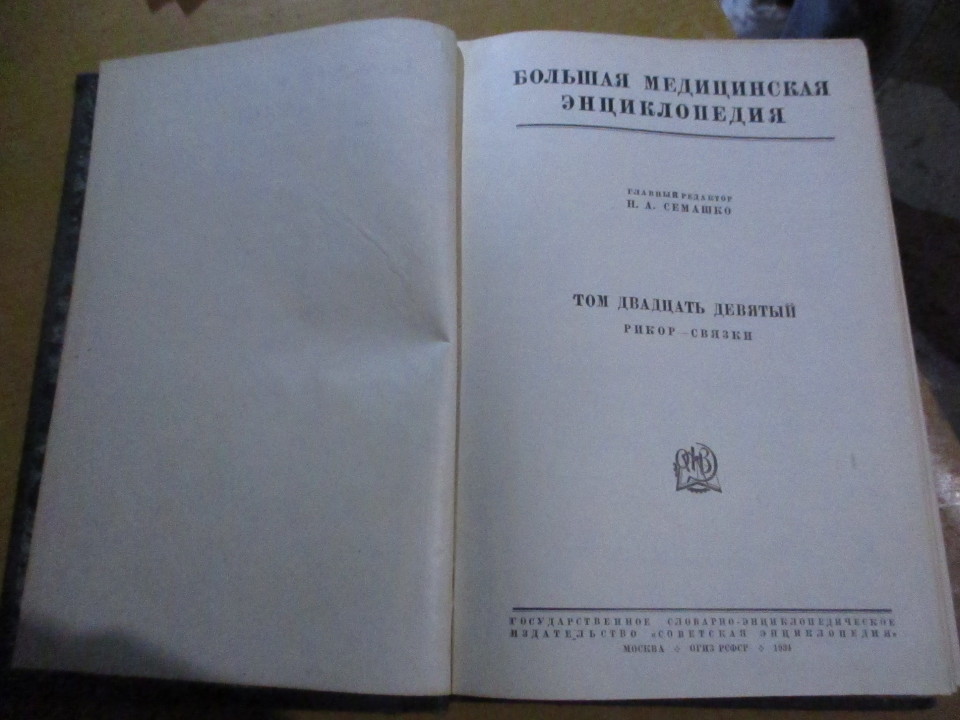 БОЛЬШАЯ МЕДИЦИНСКАЯ
ЭНЦИКЛОПЕДИЯ
ГЛАВНЫЙ РЕДАКТОР
Н. А. СЕМАШКО
ТОМ ДВАДЦАТЬ ДЕВЯТЫЙ
РИКОР—СВЯЗКИ
ГОСУДАРСТВЕННОЕ СЛОВАРНО-ЭНЦИКЛОПЕДИЧЕСКОЕ
ИЗДАТЕЛЬСТВО «СОВЕТСКАЯ ЭНЦИКЛОПЕДИЯ»
МОСКВА ◇ ОГИЗ РСФСР ◇ 1934